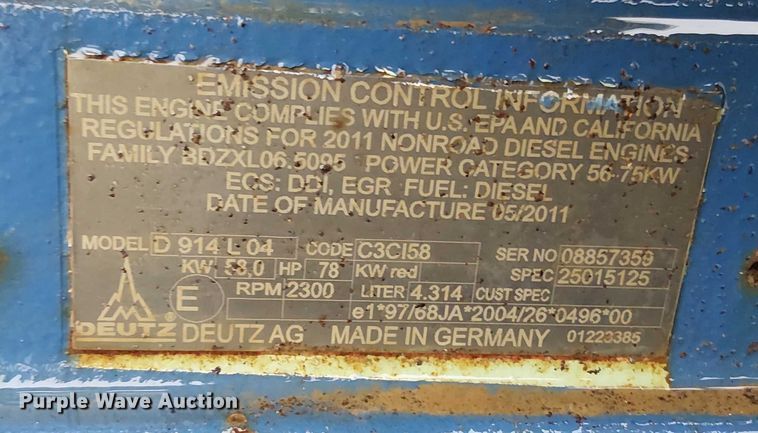 EMISSION CONTROL INFORMATION
THIS ENGINE COMPLIES WITH U.S. EPA AND CALIFORNIA
REGULATIONS FOR 2011 NONROAD DIESEL ENGINES
FAMILY BDZXL06.5095 POWER CATEGORY 56-75KW
ECS: DDI, EGR FUEL: DIESEL
DATE OF MANUFACTURE 05/2011
MODEL D 914 L 04 CODE C3CI58 SER NO 08857359
KW 58.0 HP 78 KW red SPEC 25015125
E RPM 2300 LITER 4.314 CUST SPEC
e1*97/68JA*2004/26*0496*00
DEUTZ DEUTZ AG MADE IN GERMANY 01223385
Purple Wave Auction